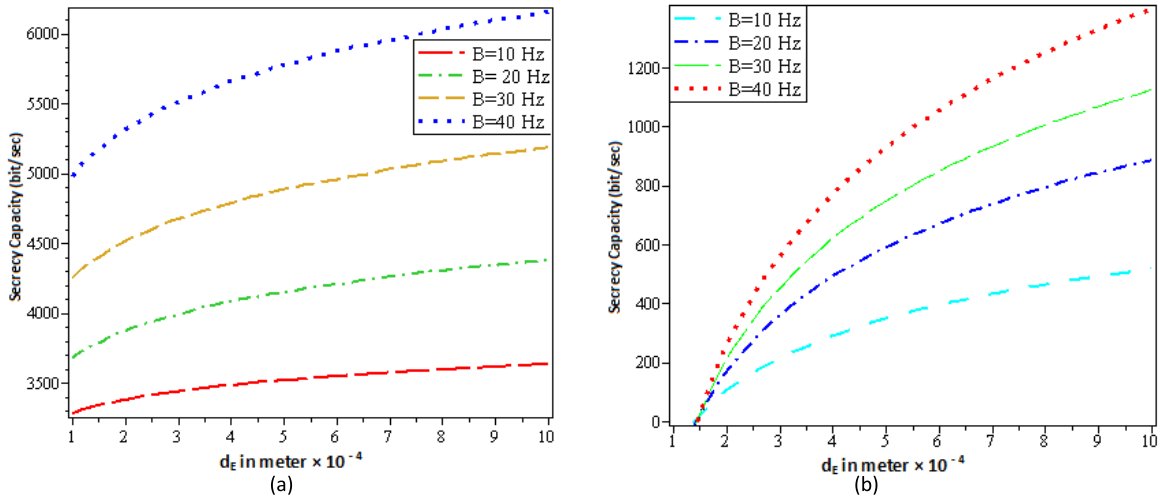 6000
5500
5000
4500
4000
3500
Secrecy Capacity (bit/sec)
B=10 Hz
B= 20 Hz
B=30 Hz
B=40 Hz
1 2 3 4 5 6 7 8 9 10
d_E in meter × 10⁻⁴
(a)
1200
1000
800
600
400
200
0
Secrecy Capacity (bit/sec)
B=10 Hz
B=20 Hz
B=30 Hz
B=40 Hz
1 2 3 4 5 6 7 8 9 10
d_E in meter × 10⁻⁴
(b)